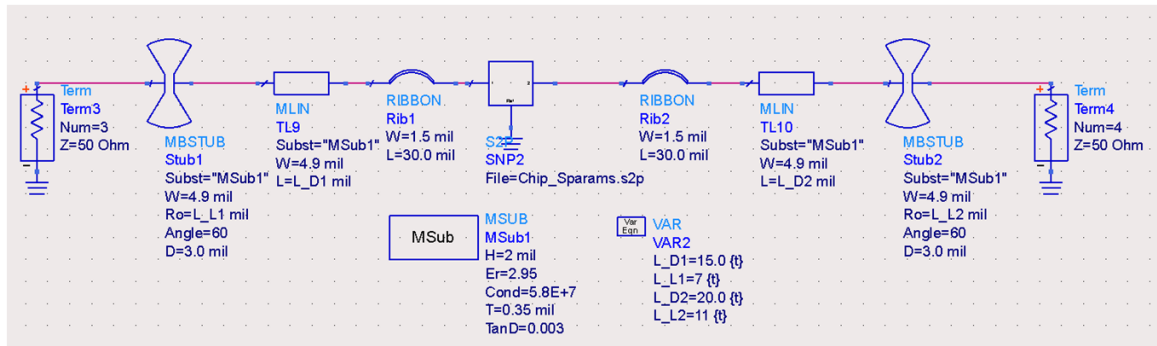 Term
Term3
Num=3
Z=50 Ohm
MBSTUB
Stub1
Subst="MSub1"
W=4.9 mil
Ro=L_L1 mil
Angle=60
D=3.0 mil
MLIN
TL9
Subst="MSub1"
W=4.9 mil
L=L_D1 mil
RIBBON
Rib1
W=1.5 mil
L=30.0 mil
1
2
Ref
S2P
SNP2
File=Chip_Sparams.s2p
RIBBON
Rib2
W=1.5 mil
L=30.0 mil
MLIN
TL10
Subst="MSub1"
W=4.9 mil
L=L_D2 mil
MBSTUB
Stub2
Subst="MSub1"
W=4.9 mil
Ro=L_L2 mil
Angle=60
D=3.0 mil
Term
Term4
Num=4
Z=50 Ohm
MSub
MSUB
MSub1
H=2 mil
Er=2.95
Cond=5.8E+7
T=0.35 mil
TanD=0.003
Var
Eqn
VAR
VAR2
L_D1=15.0 {t}
L_L1=7 {t}
L_D2=20.0 {t}
L_L2=11 {t}